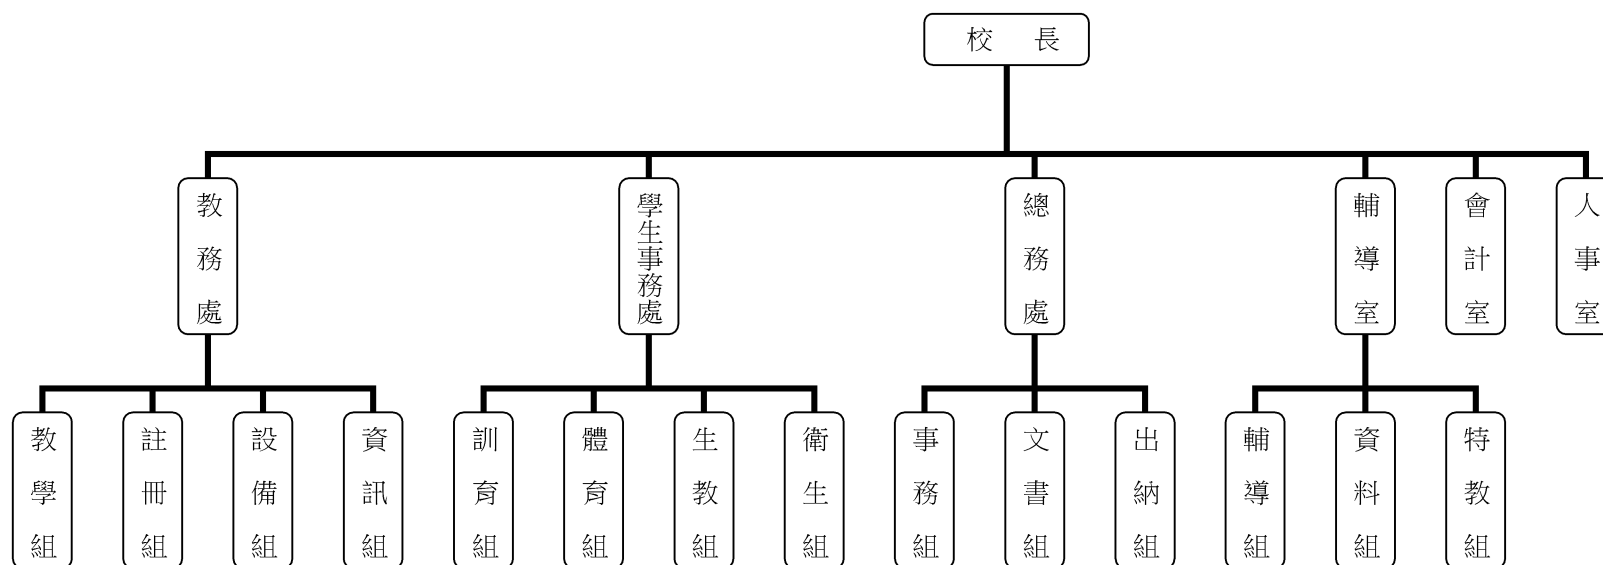 校長
教務處
學生事務處
總務處
輔導室
會計室
人事室
教學組
註冊組
設備組
資訊組
訓育組
體育組
生教組
衛生組
事務組
文書組
出納組
輔導組
資料組
特教組